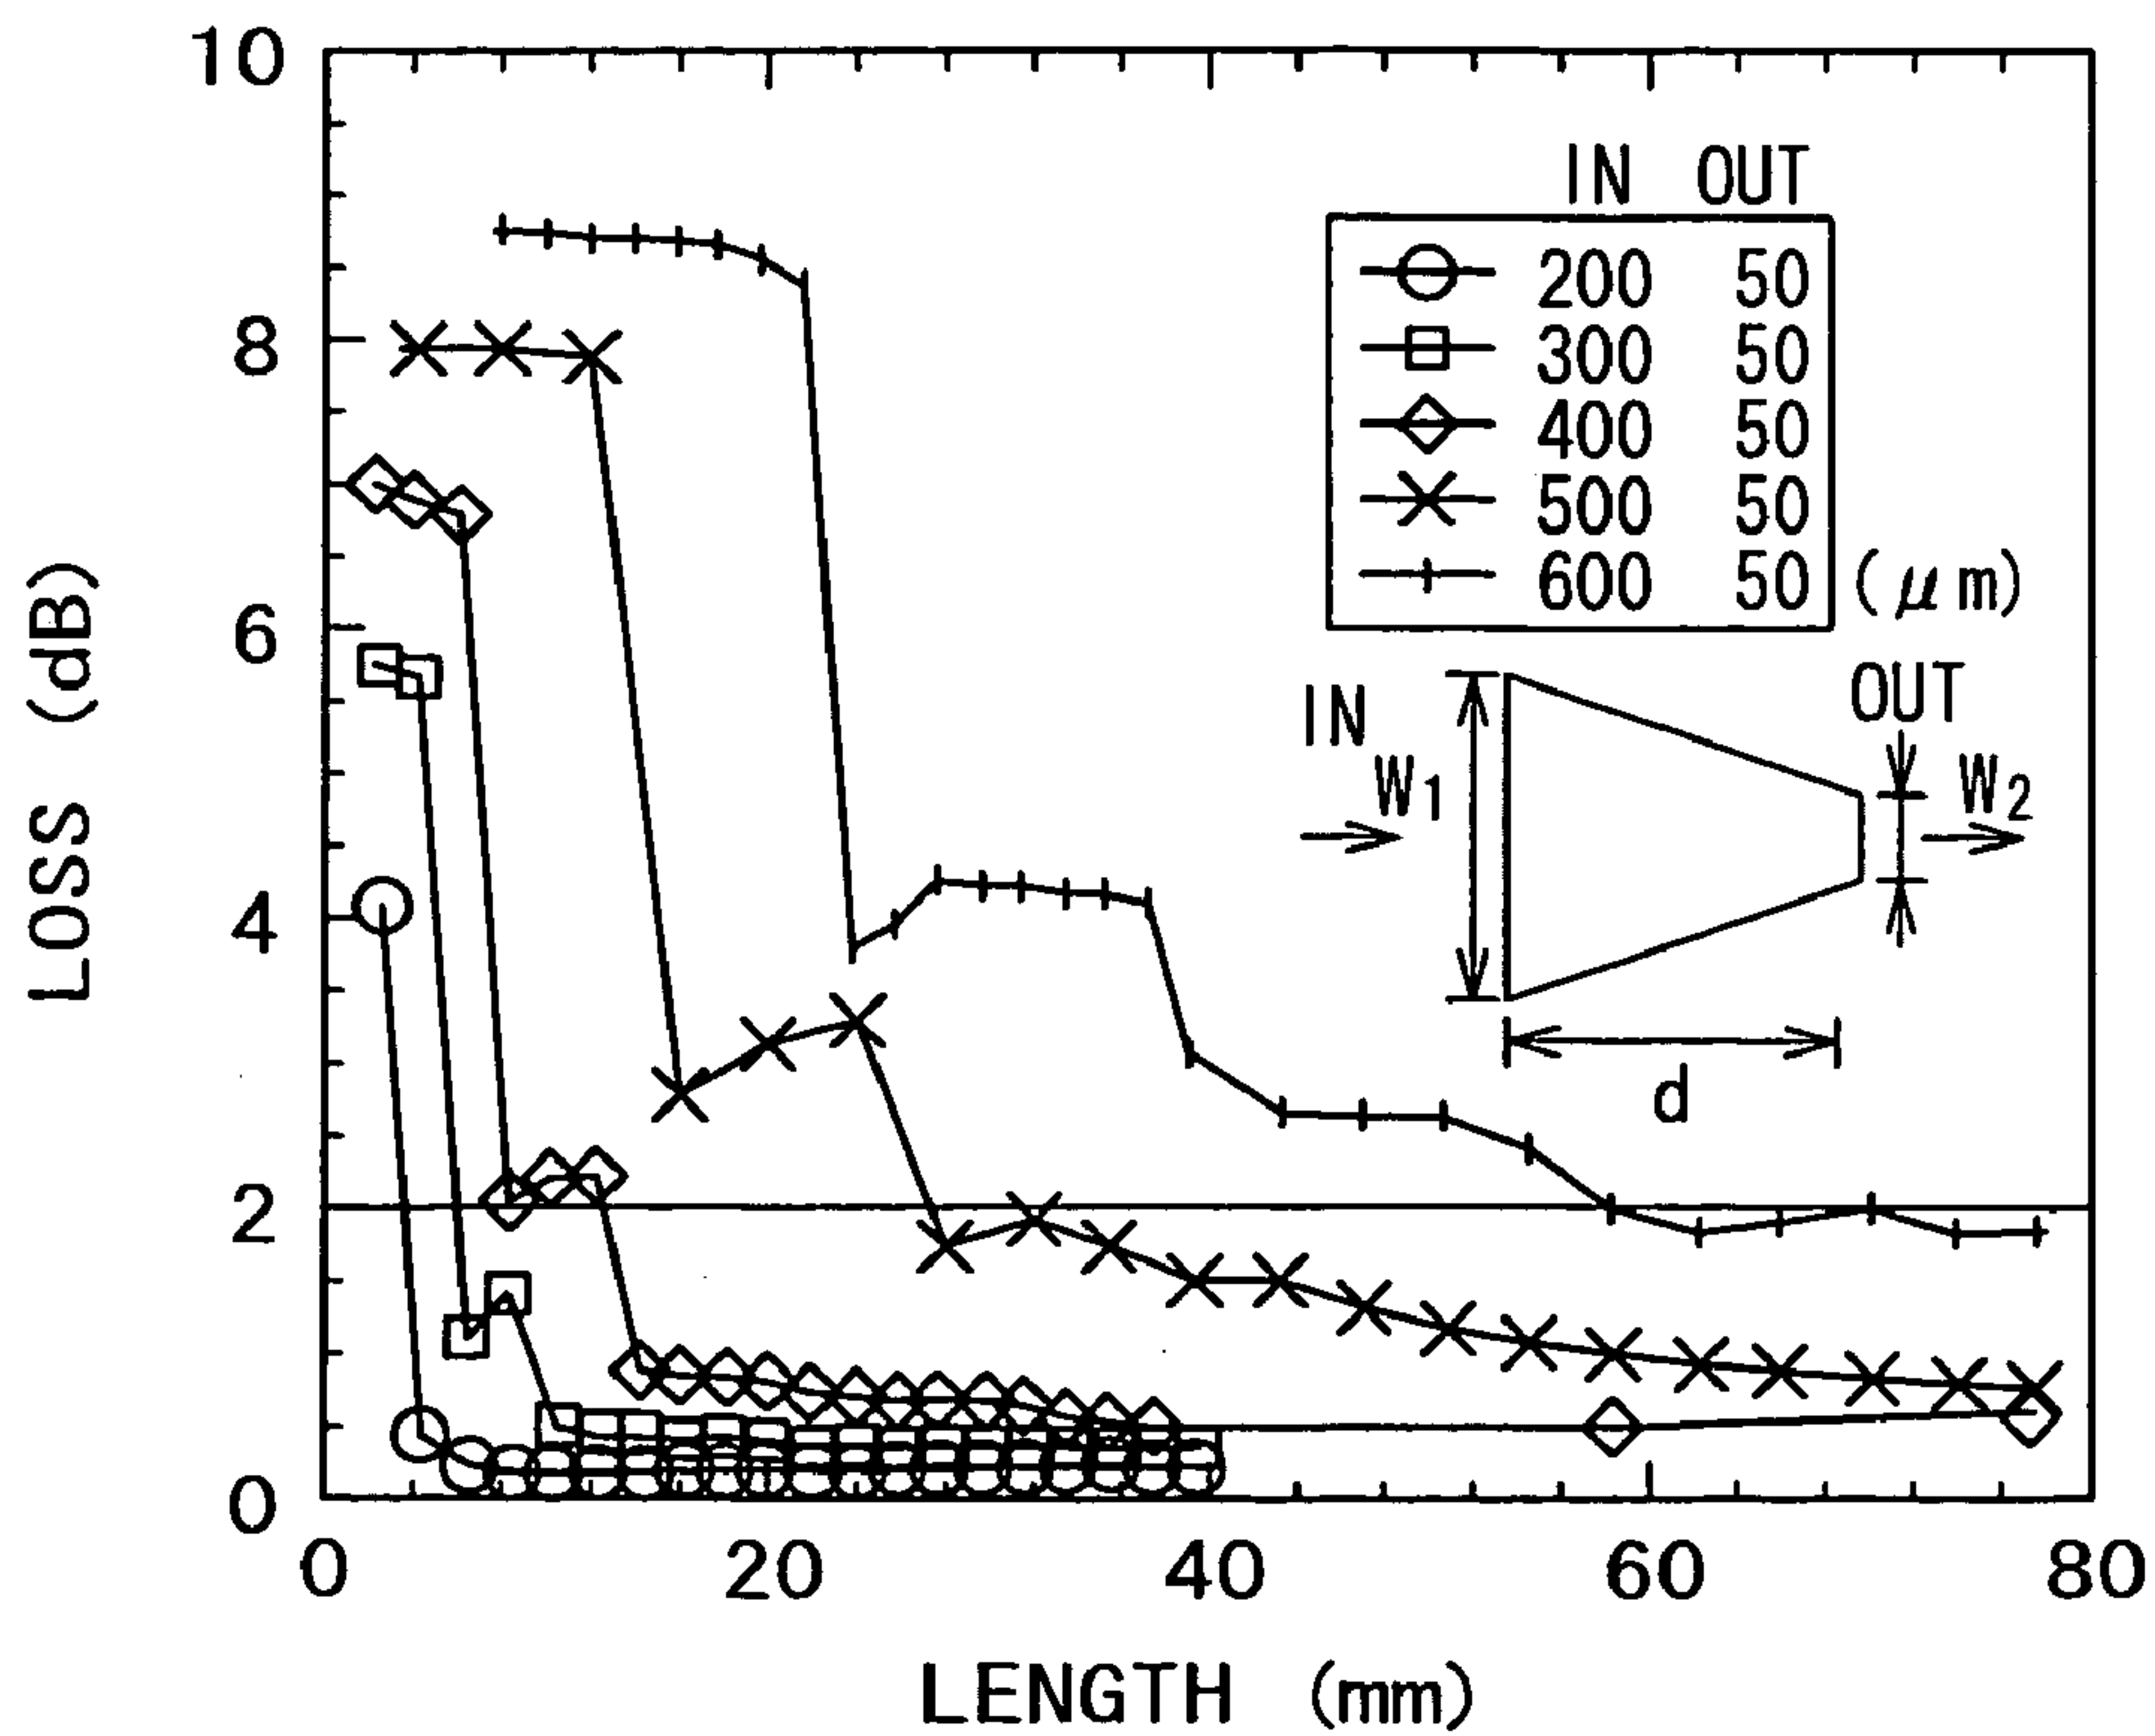 10
8
6
4
2
0
LOSS (dB)
0 20 40 60 80
LENGTH (mm)
IN OUT
200 50
300 50
400 50
500 50
600 50 (μm)
IN
W1
OUT
W2
d